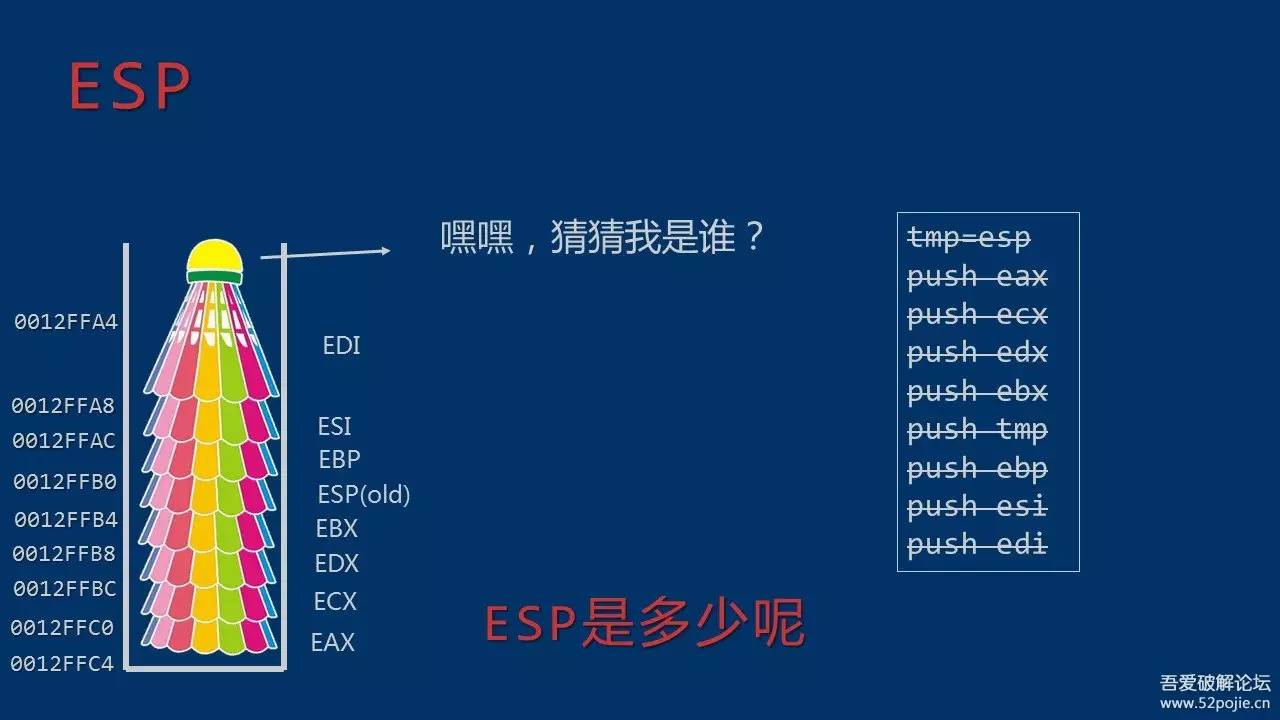 ESP
嘿嘿，猜猜我是谁？
tmp=esp
push eax
push ecx
push edx
push ebx
push tmp
push ebp
push esi
push edi
0012FFA4
EDI
0012FFA8
ESI
0012FFAC
EBP
0012FFB0
ESP(old)
0012FFB4
EBX
0012FFB8
EDX
0012FFBC
ECX
0012FFC0
EAX
0012FFC4
ESP是多少呢
吾爱破解论坛
www.52pojie.cn